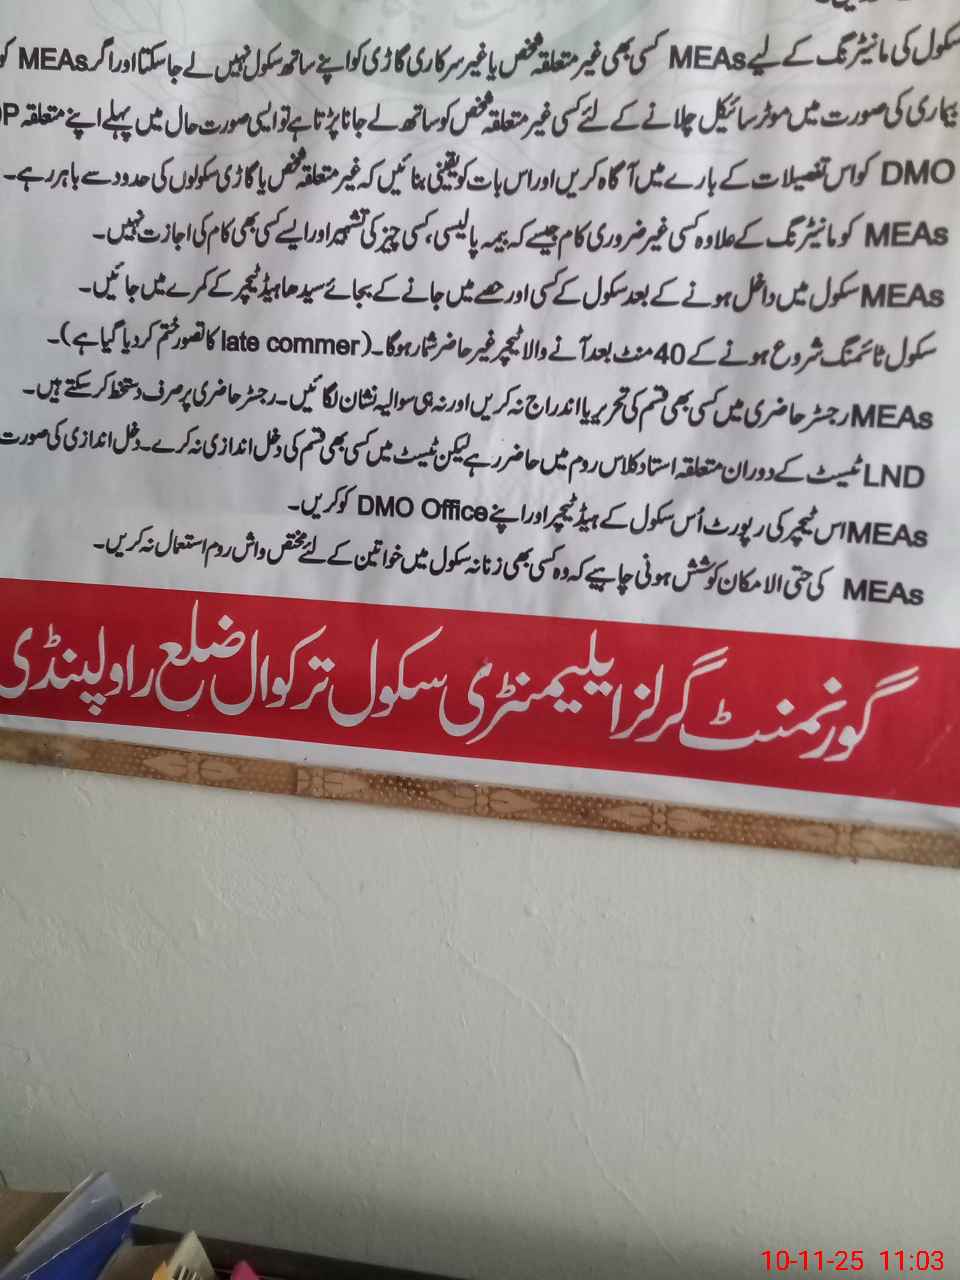 سکول کی مانیٹرنگ کے لیے MEAs کسی بھی غیر متعلقہ شخص یا غیر سرکاری گاڑی کو اپنے ساتھ سکول نہیں لے جا سکتا اور اگر MEAs کو
بیماری کی صورت میں موٹر سائیکل چلانے کے لئے کسی غیر متعلقہ شخص کو ساتھ لے جانا پڑتا ہے تو ایسی صورت حال میں پہلے اپنے متعلقہ
DMO کو اس تفصیلات کے بارے میں آگاہ کریں اور اس بات کو یقینی بنائیں کہ غیر متعلقہ شخص یا گاڑی سکولوں کی حدود سے باہر رہے۔
MEAs کو مانیٹرنگ کے علاوہ کسی غیر ضروری کام جیسے کہ بیمہ پالیسی، کسی چیز کی تشہیر اور ایسے کسی بھی کام کی اجازت نہیں۔
MEAs سکول میں داخل ہونے کے بعد سکول کے کسی اور حصے میں جانے کے بجائے سیدھا ہیڈ ٹیچر کے کمرے میں جائیں۔
سکول ٹائمنگ شروع ہونے کے 40 منٹ بعد آنے والا ٹیچر غیر حاضر شمار ہوگا۔ (late commer کا تصور ختم کر دیا گیا ہے)۔
MEAs رجسٹر حاضری میں کسی بھی قسم کی تحریر یا اندراج نہ کریں اور نہ ہی سوالیہ نشان لگائیں۔ رجسٹر حاضری پر صرف دستخط کر سکتے ہیں۔
LND ٹیسٹ کے دوران متعلقہ استاد کلاس روم میں حاضر رہے لیکن ٹیسٹ میں کسی بھی قسم کی دخل اندازی نہ کرے۔ دخل اندازی کی صورت
MEAs اس ٹیچر کی رپورٹ اُس سکول کے ہیڈ ٹیچر اور اپنے DMO Office کو کریں۔
MEAs کی حتی الامکان کوشش ہونی چاہیے کہ وہ کسی بھی زنانہ سکول میں خواتین کے لئے مختص واش روم استعمال نہ کریں۔
گورنمنٹ گرلز ایلیمنٹری سکول ترکوال ضلع راولپنڈی
10-11-25 11:03